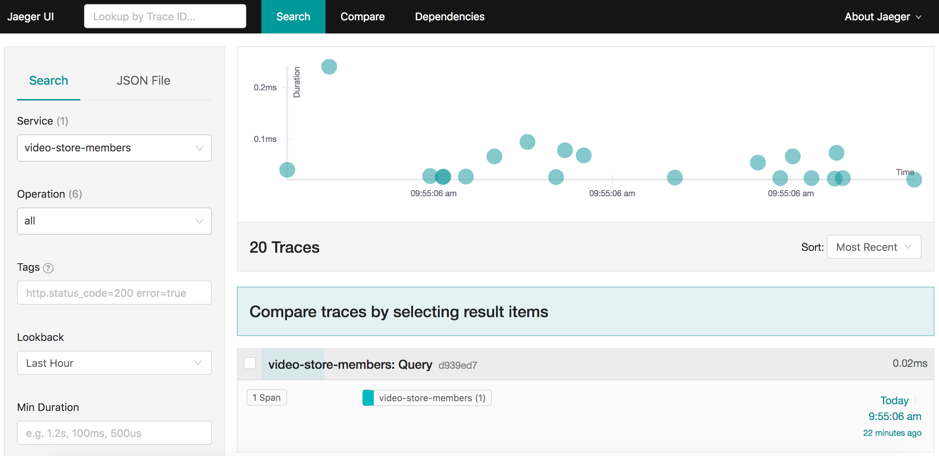 Jaeger UI
Lookup by Trace ID...
Search
Compare
Dependencies
About Jaeger
Search
JSON File
Service (1)
video-store-members
Operation (6)
all
Tags ?
http.status_code=200 error=true
Lookback
Last Hour
Min Duration
e.g. 1.2s, 100ms, 500us
Duration
0.2ms
0.1ms
Time
09:55:06 am
09:55:06 am
09:55:06 am
20 Traces
Sort: Most Recent
Compare traces by selecting result items
video-store-members: Query d939ed7
0.02ms
1 Span
video-store-members (1)
Today
9:55:06 am
22 minutes ago